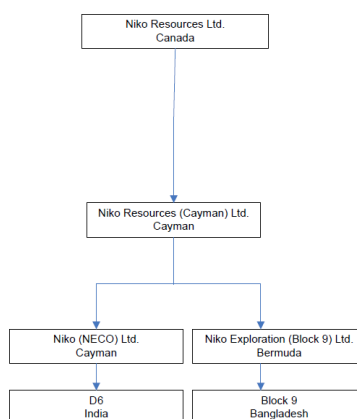 Niko Resources Ltd.
Canada
Niko Resources (Cayman) Ltd.
Cayman
Niko (NECO) Ltd.
Cayman
Niko Exploration (Block 9) Ltd.
Bermuda
D6
India
Block 9
Bangladesh